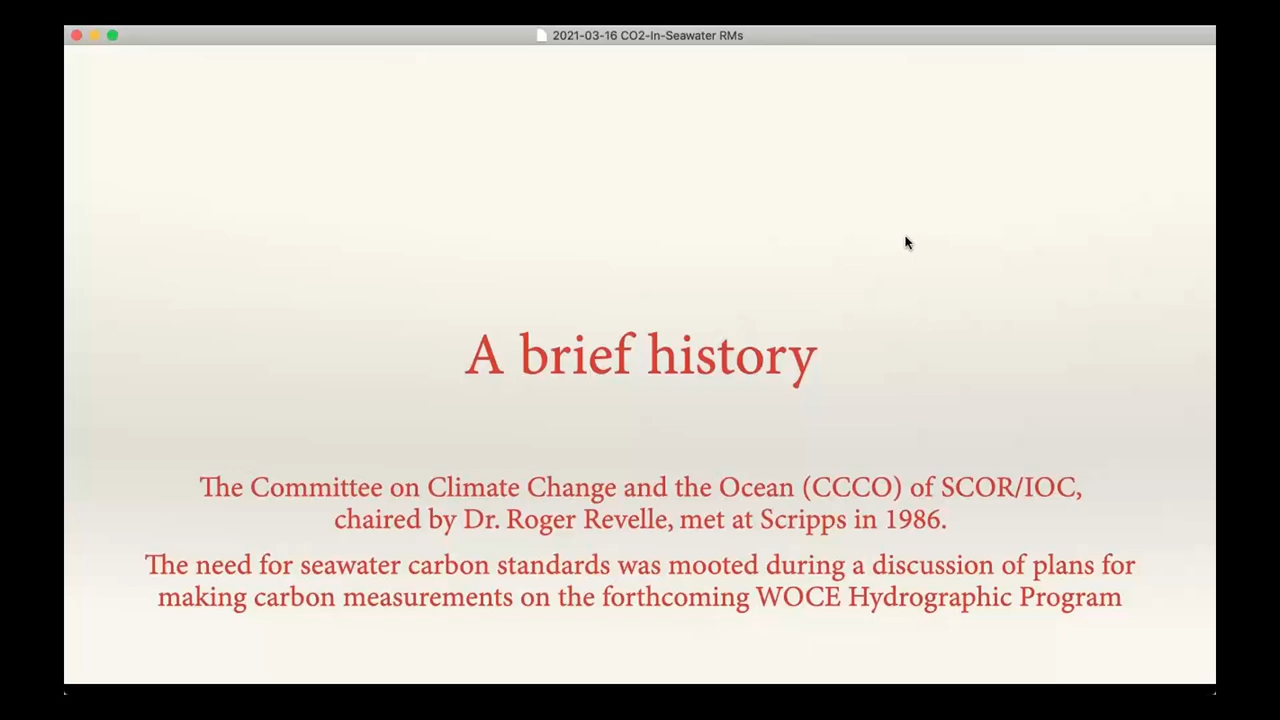 2021-03-16 CO2-In-Seawater RMs
A brief history
The Committee on Climate Change and the Ocean (CCCO) of SCOR/IOC,
chaired by Dr. Roger Revelle, met at Scripps in 1986.
The need for seawater carbon standards was mooted during a discussion of plans for
making carbon measurements on the forthcoming WOCE Hydrographic Program